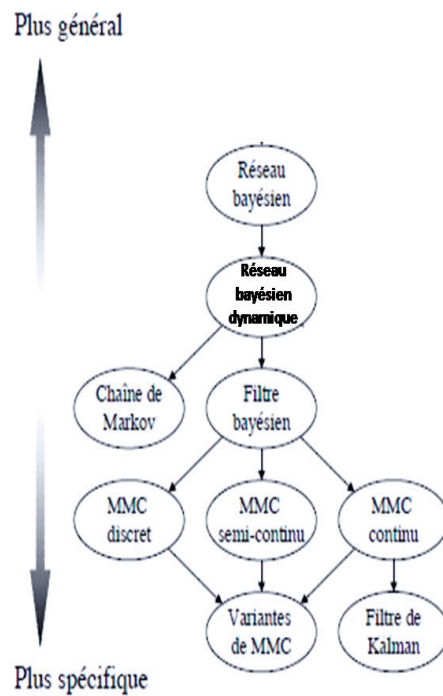 Plus général
Réseau
bayésien
Réseau
bayésien
dynamique
Chaîne de
Markov
Filtre
bayésien
MMC
discret
MMC
semi-continu
MMC
continu
Variantes
de MMC
Filtre de
Kalman
Plus spécifique